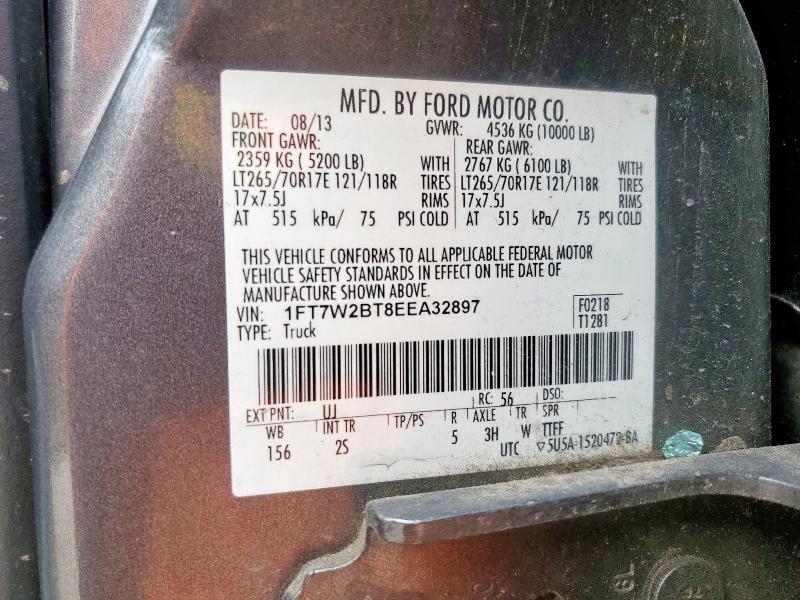 MFD. BY FORD MOTOR CO.
DATE: 08/13 GVWR: 4536 KG (10000 LB)
FRONT GAWR: REAR GAWR:
2359 KG ( 5200 LB) WITH 2767 KG ( 6100 LB) WITH
LT265/70R17E 121/118R TIRES LT265/70R17E 121/118R TIRES
17x7.5J RIMS 17x7.5J RIMS
AT 515 kPa/ 75 PSI COLD AT 515 kPa/ 75 PSI COLD
THIS VEHICLE CONFORMS TO ALL APPLICABLE FEDERAL MOTOR
VEHICLE SAFETY STANDARDS IN EFFECT ON THE DATE OF
MANUFACTURE SHOWN ABOVE.
VIN: 1FT7W2BT8EEA32897 F0218
TYPE: Truck T1281
RC: 56 DSO:
EXT PNT: UJ
WB INT TR TP/PS R AXLE TR SPR
156 2S 5 3H W TTFF
UTC ▽5U5A-1520472-BA